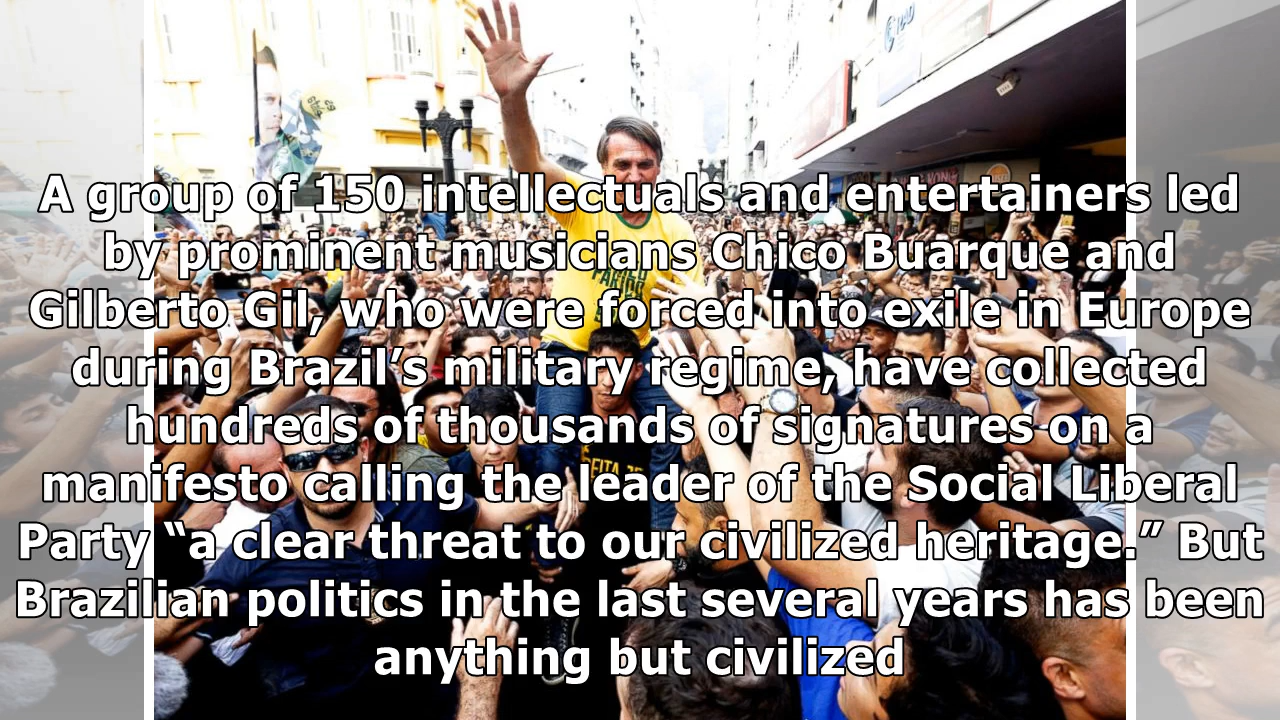 A group of 150 intellectuals and entertainers led
by prominent musicians Chico Buarque and
Gilberto Gil, who were forced into exile in Europe
during Brazil’s military regime, have collected
hundreds of thousands of signatures on a
manifesto calling the leader of the Social Liberal
Party “a clear threat to our civilized heritage.” But
Brazilian politics in the last several years has been
anything but civilized